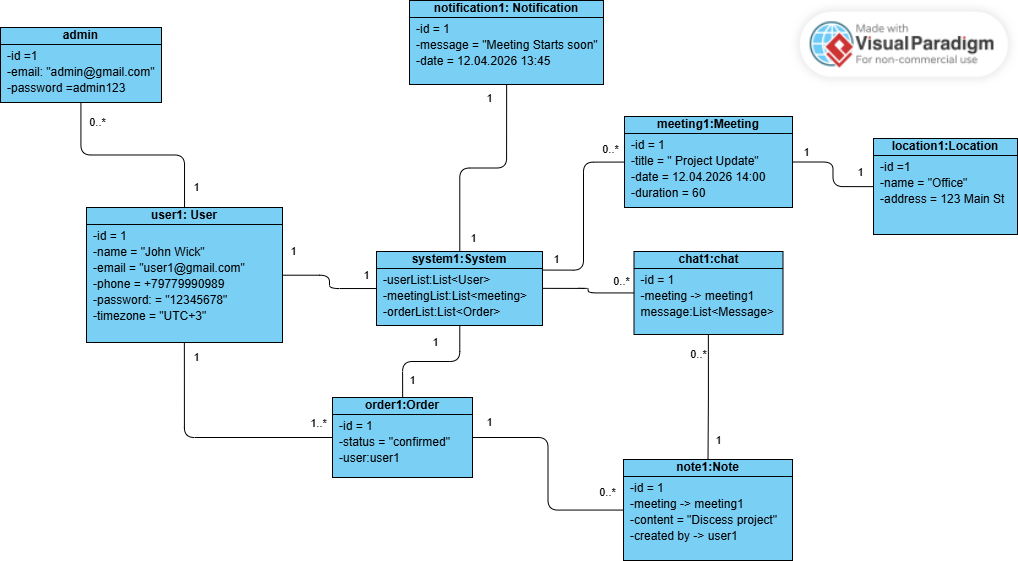 notification1: Notification
-id = 1
-message = "Meeting Starts soon"
-date = 12.04.2026 13:45
Made with
Visual Paradigm
For non-commercial use
admin
-id =1
-email: "admin@gmail.com"
-password =admin123
0..*
1
1
1
meeting1:Meeting
-id = 1
-title = " Project Update"
-date = 12.04.2026 14:00
-duration = 60
0..*
1
1
location1:Location
-id =1
-name = "Office"
-address = 123 Main St
user1: User
-id = 1
-name = "John Wick"
-email = "user1@gmail.com"
-phone = +79779990989
-password: = "12345678"
-timezone = "UTC+3"
1
1
system1:System
-userList:List<User>
-meetingList:List<meeting>
-orderList:List<Order>
1
0..*
chat1:chat
-id = 1
-meeting -> meeting1
message:List<Message>
1
1
1
1..*
0..*
1
order1:Order
-id = 1
-status = "confirmed"
-user:user1
1
0..*
note1:Note
-id = 1
-meeting -> meeting1
-content = "Discess project"
-created by -> user1